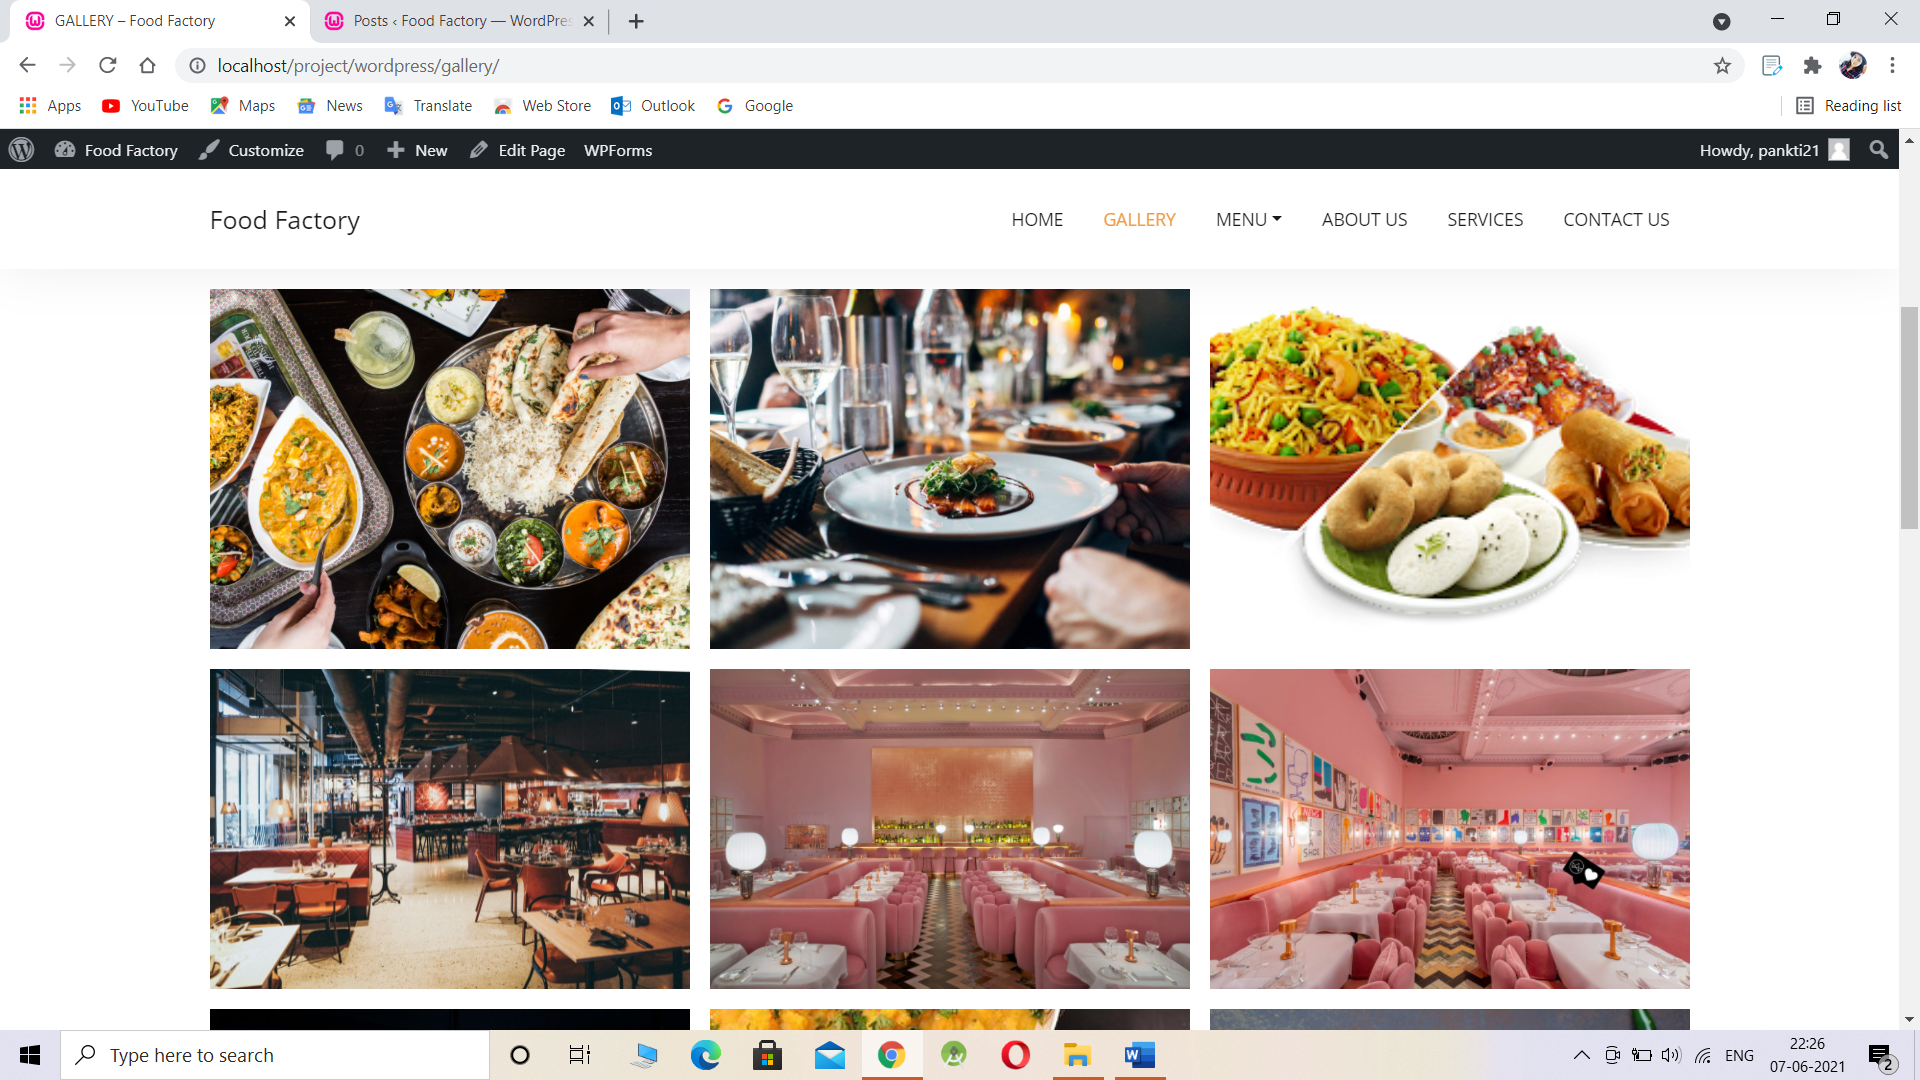 GALLERY – Food Factory
Posts ‹ Food Factory — WordPres
localhost/project/wordpress/gallery/
Apps YouTube Maps News Translate Web Store Outlook Google Reading list
Food Factory Customize 0 New Edit Page WPForms Howdy, pankti21
Food Factory HOME GALLERY MENU ABOUT US SERVICES CONTACT US
Type here to search
ENG
22:26
07-06-2021
2